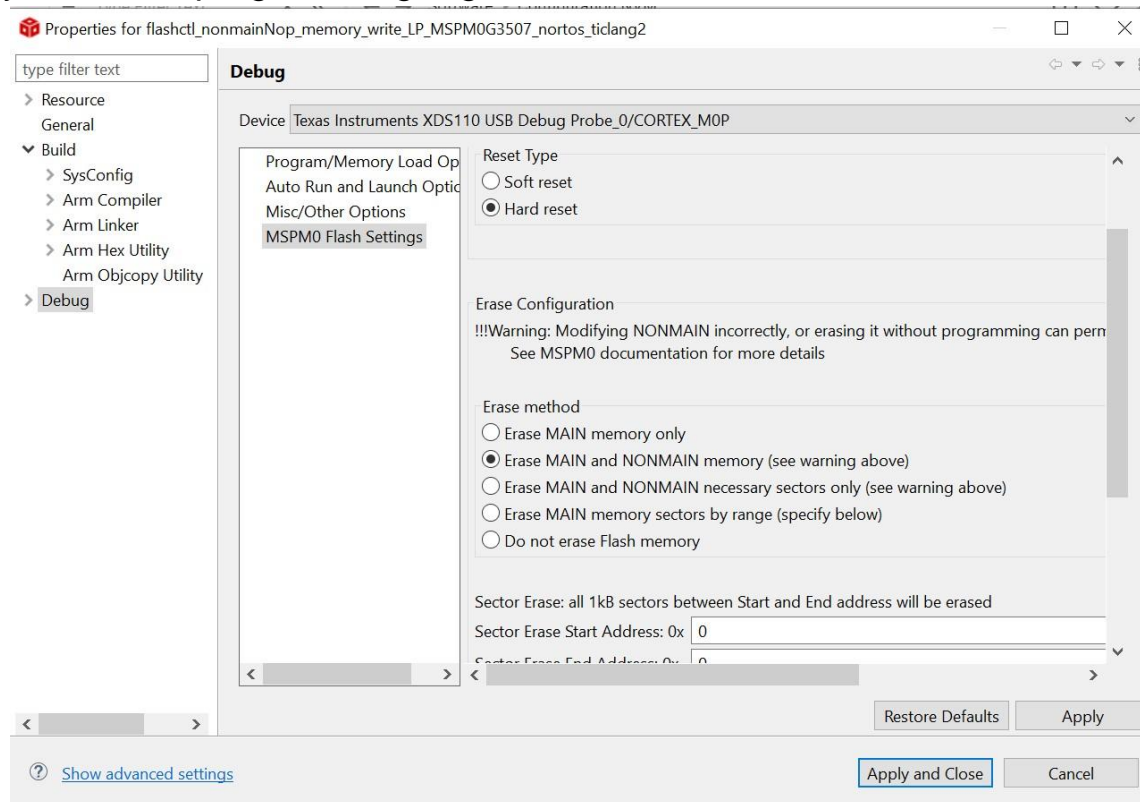 Properties for flashctl_nonmainNop_memory_write_LP_MSPM0G3507_nortos_ticlang2
type filter text
Debug
Resource
General
Build
SysConfig
Arm Compiler
Arm Linker
Arm Hex Utility
Arm Objcopy Utility
Debug
Device Texas Instruments XDS110 USB Debug Probe_0/CORTEX_M0P
Program/Memory Load Op
Auto Run and Launch Optic
Misc/Other Options
MSPM0 Flash Settings
Reset Type
Soft reset
Hard reset
Erase Configuration
!!!Warning: Modifying NONMAIN incorrectly, or erasing it without programming can perm
See MSPM0 documentation for more details
Erase method
Erase MAIN memory only
Erase MAIN and NONMAIN memory (see warning above)
Erase MAIN and NONMAIN necessary sectors only (see warning above)
Erase MAIN memory sectors by range (specify below)
Do not erase Flash memory
Sector Erase: all 1kB sectors between Start and End address will be erased
Sector Erase Start Address: 0x 0
Sector Erase End Address: 0x 0
Restore Defaults
Apply
Show advanced settings
Apply and Close
Cancel